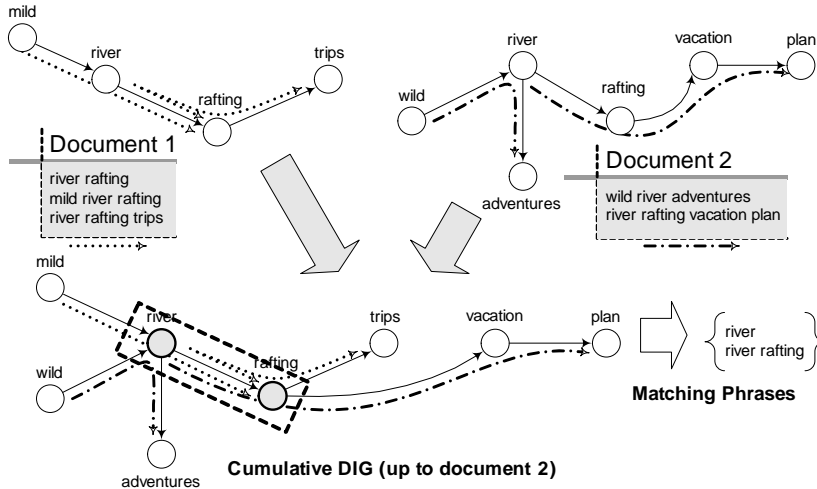 mild
river
rafting
trips
Document 1
river rafting
mild river rafting
river rafting trips
wild
river
rafting
vacation
plan
adventures
Document 2
wild river adventures
river rafting vacation plan
mild
river
wild
rafting
trips
vacation
plan
adventures
river
river rafting
Matching Phrases
Cumulative DIG (up to document 2)